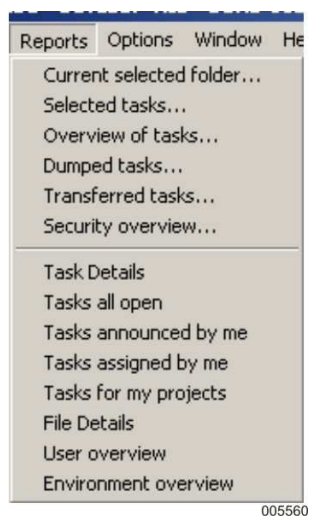 Reports Options Window He
Current selected folder...
Selected tasks...
Overview of tasks...
Dumped tasks...
Transferred tasks...
Security overview...
Task Details
Tasks all open
Tasks announced by me
Tasks assigned by me
Tasks for my projects
File Details
User overview
Environment overview
005560